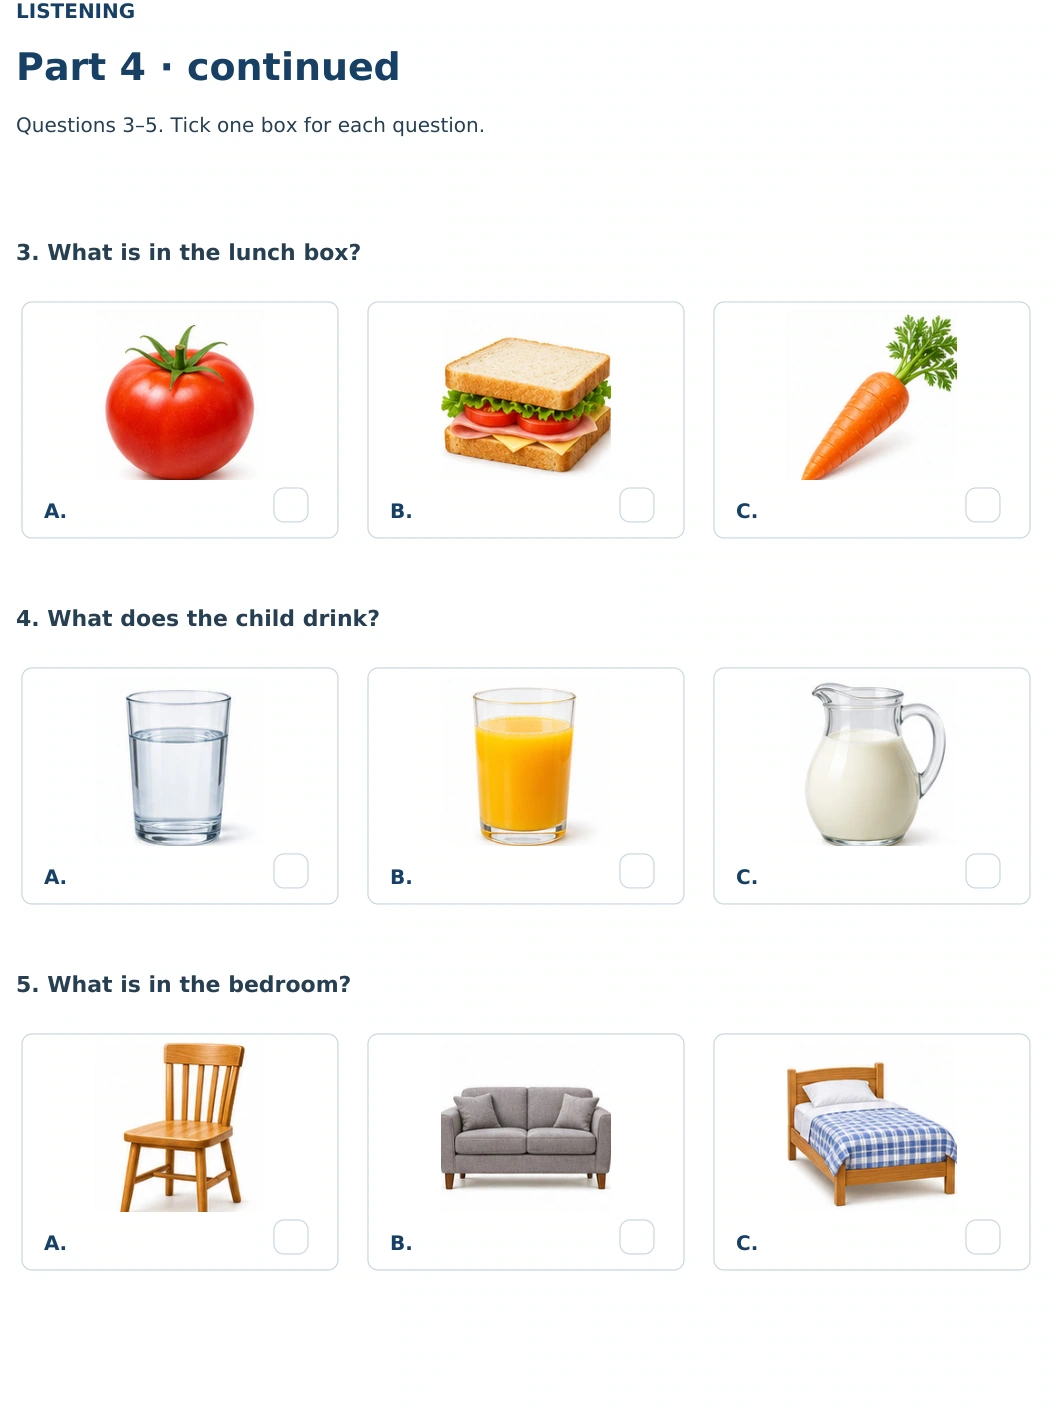 LISTENING
Part 4 · continued
Questions 3–5. Tick one box for each question.
3. What is in the lunch box?
A.
B.
C.
4. What does the child drink?
A.
B.
C.
5. What is in the bedroom?
A.
B.
C.